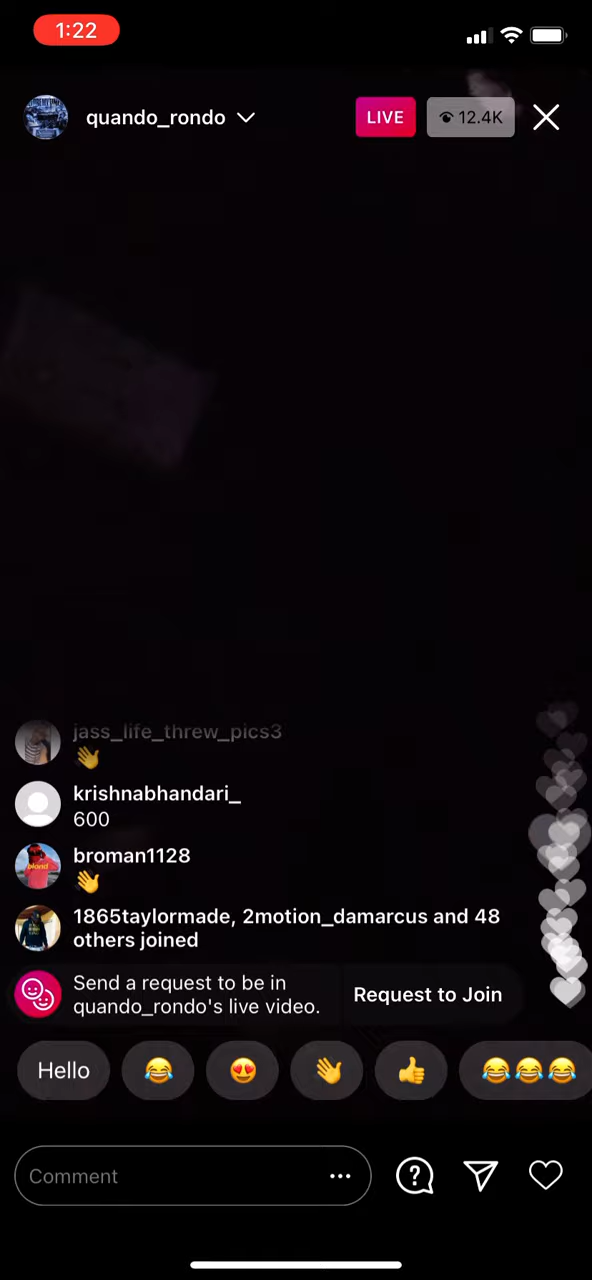 1:22
quando_rondo
LIVE
12.4K
jass_life_threw_pics3
👋
krishnabhandari_
600
broman1128
👋
1865taylormade, 2motion_damarcus and 48
others joined
Send a request to be in
quando_rondo's live video.
Request to Join
Hello 😂 😍 👋 👍 😂😂😂
Comment